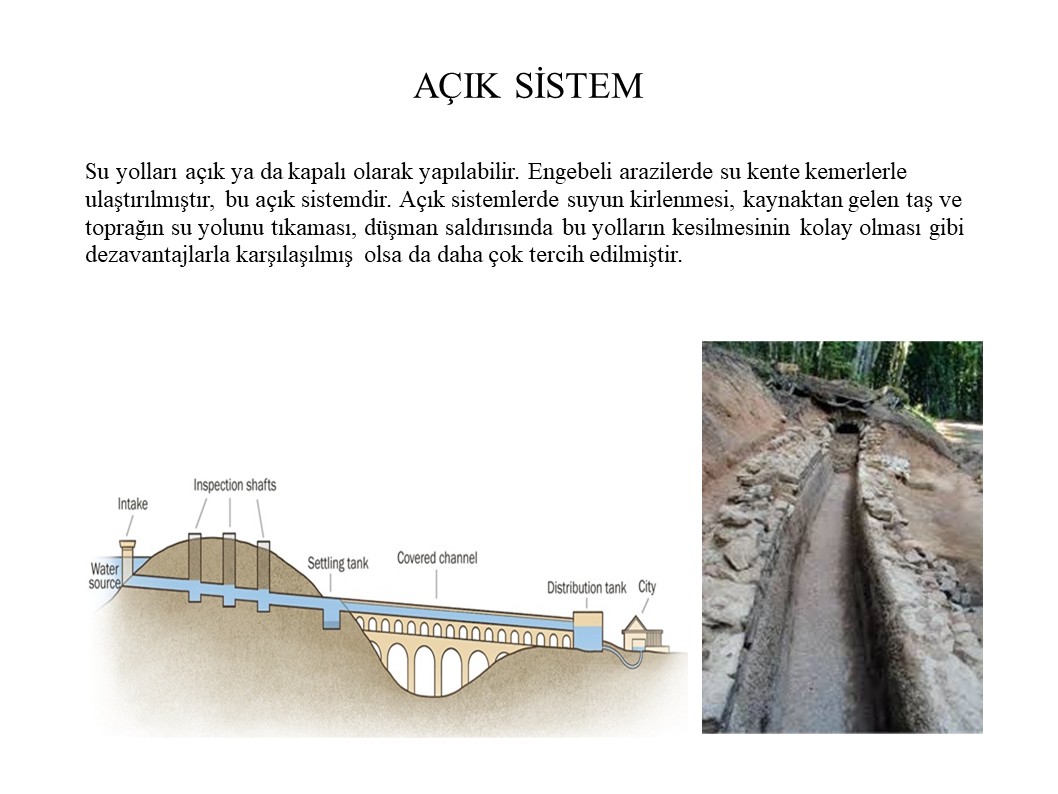 AÇIK SİSTEM
Su yolları açık ya da kapalı olarak yapılabilir. Engebeli arazilerde su kente kemerlerle
ulaştırılmıştır, bu açık sistemdir. Açık sistemlerde suyun kirlenmesi, kaynaktan gelen taş ve
toprağın su yolunu tıkaması, düşman saldırısında bu yolların kesilmesinin kolay olması gibi
dezavantajlarla karşılaşılmış olsa da daha çok tercih edilmiştir.
Inspection shafts
Intake
Water
source
Settling tank
Covered channel
Distribution tank
City